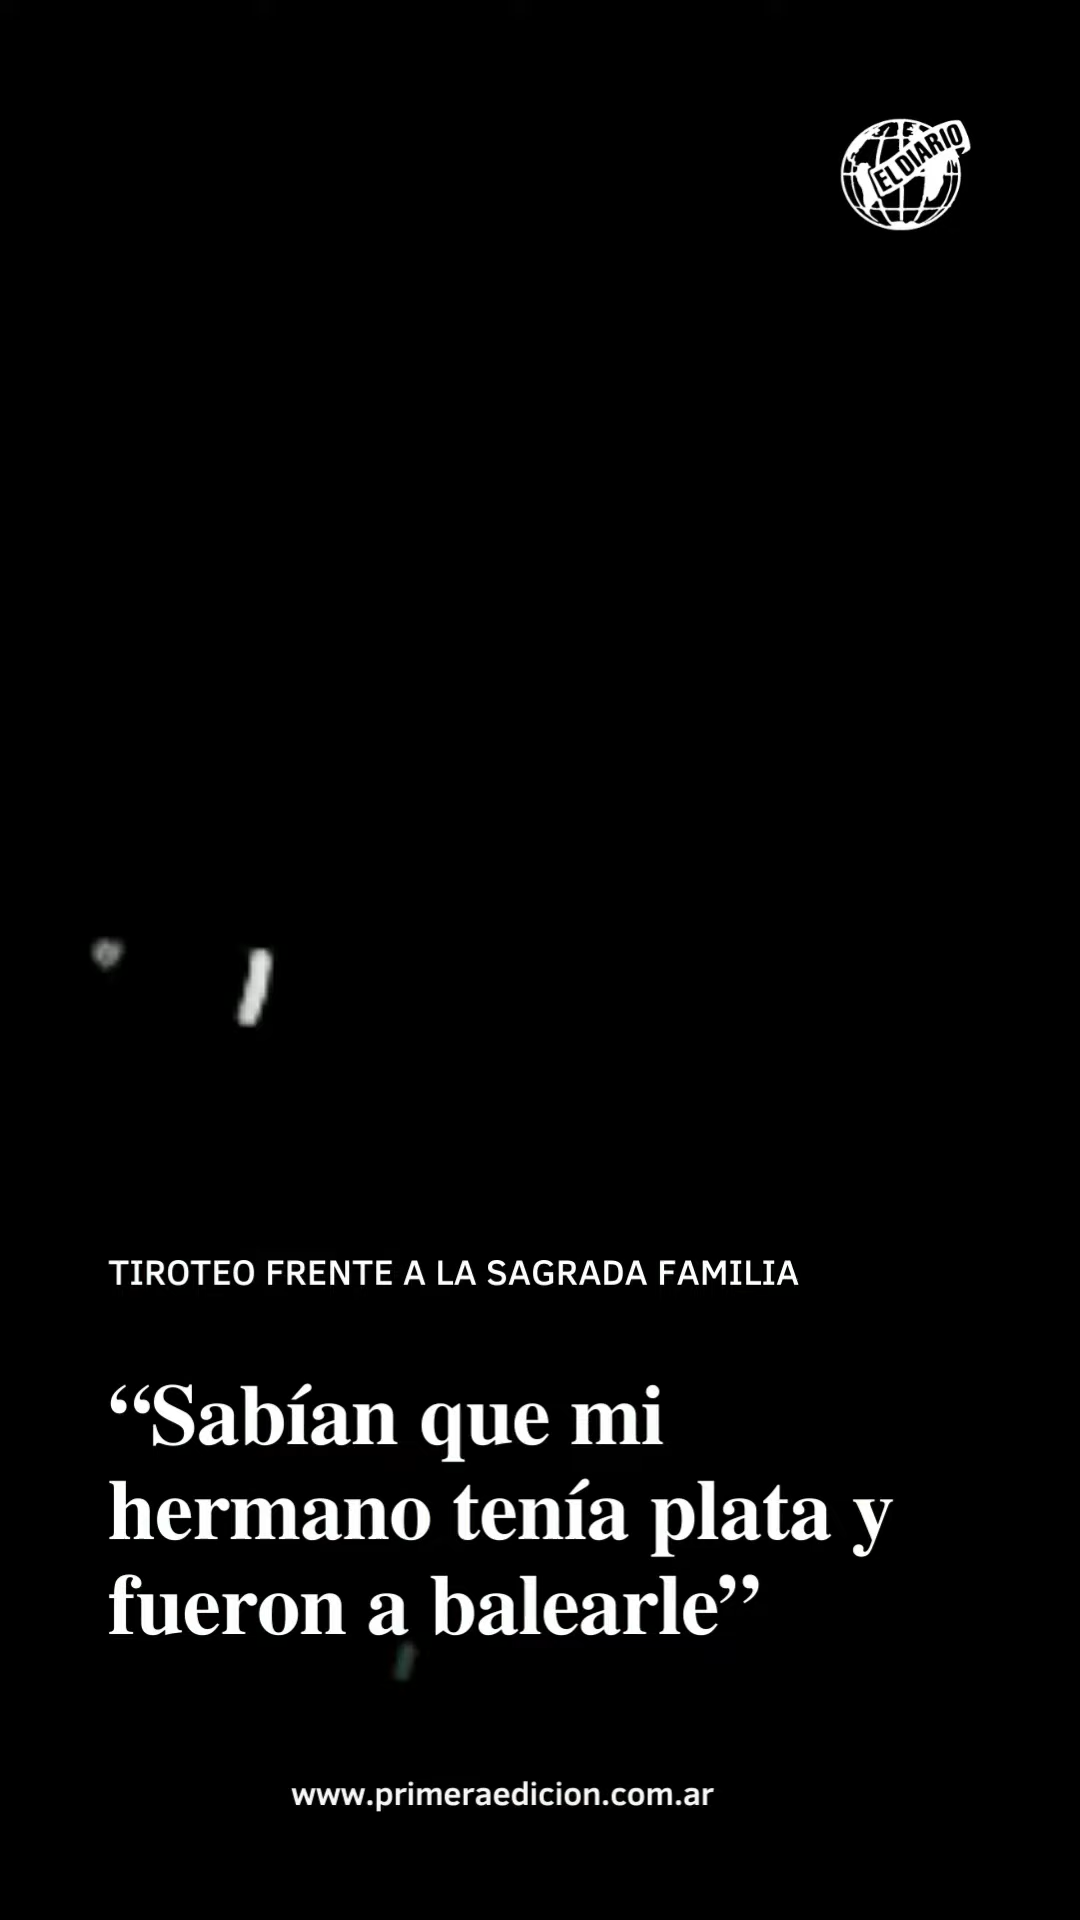 EL DIARIO
TIROTEO FRENTE A LA SAGRADA FAMILIA
“Sabían que mi
hermano tenía plata y
fueron a balearle”
www.primeraedicion.com.ar